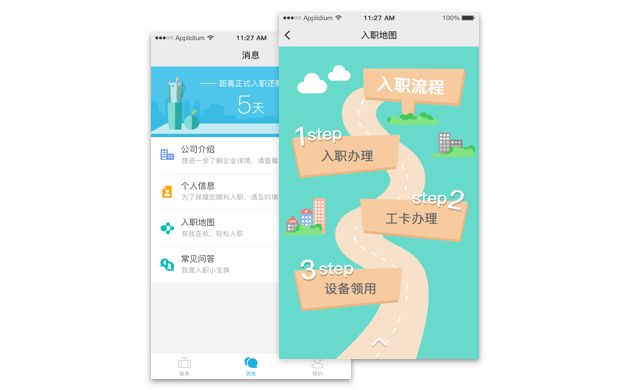 Applidium 11:27 AM
消息
距离正式入职还
5天
公司介绍
想进一步了解企业详情，请查看
个人信息
为了保障您顺利入职，请及时填
入职地图
有我在收，轻松入职
常见问答
我是入职小宝典
服务
消息
我的
Applidium 11:27 AM 100%
入职地图
入职流程
1step
入职办理
step2
工卡办理
3step
设备领用